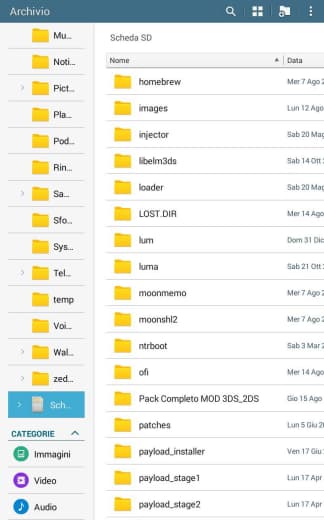 Archivio
Mu...
Noti...
Pict...
Pla...
Pod...
Rin...
Sa...
Sfo...
Sys...
Tel...
temp
Voi...
Wal...
zed...
Sch...
CATEGORIE
Immagini
Video
Audio
Scheda SD
Nome Data
homebrew Mer 7 Ago 2
images Lun 12 Ago
injector Sab 20 Mag
libelm3ds Sab 14 Ott
loader Sab 20 Mag
LOST.DIR Mer 14 Ago
lum Dom 31 Dic
luma Sab 21 Ott
moonmemo Mer 7 Ago 2
moonshl2 Mer 7 Ago 2
ntrboot Sab 3 Mar 2
ofi Mer 14 Ago
Pack Completo MOD 3DS_2DS Gio 15 Ago
patches Lun 5 Giu 2
payload_installer Ven 17 Giu
payload_stage1 Lun 17 Apr
payload_stage2 Lun 17 Apr